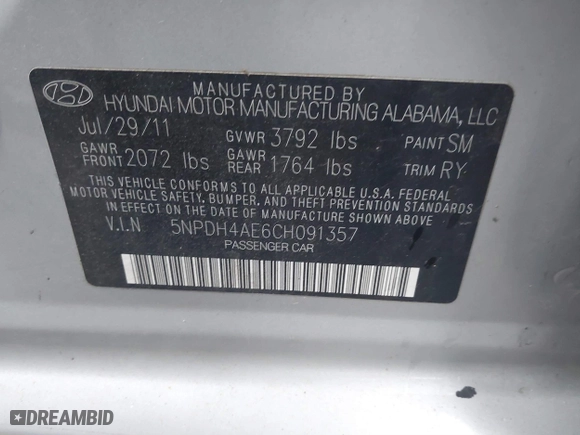 MANUFACTURED BY
HYUNDAI MOTOR MANUFACTURING ALABAMA, LLC
Jul/29/11 GVWR 3792 lbs PAINT SM
GAWR FRONT 2072 lbs GAWR REAR 1764 lbs TRIM RY
THIS VEHICLE CONFORMS TO ALL APPLICABLE U.S.A. FEDERAL
MOTOR VEHICLE SAFETY, BUMPER, AND THEFT PREVENTION STANDARDS
IN EFFECT ON THE DATE OF MANUFACTURE SHOWN ABOVE.
V.I.N 5NPDH4AE6CH091357
PASSENGER CAR
DREAMBID